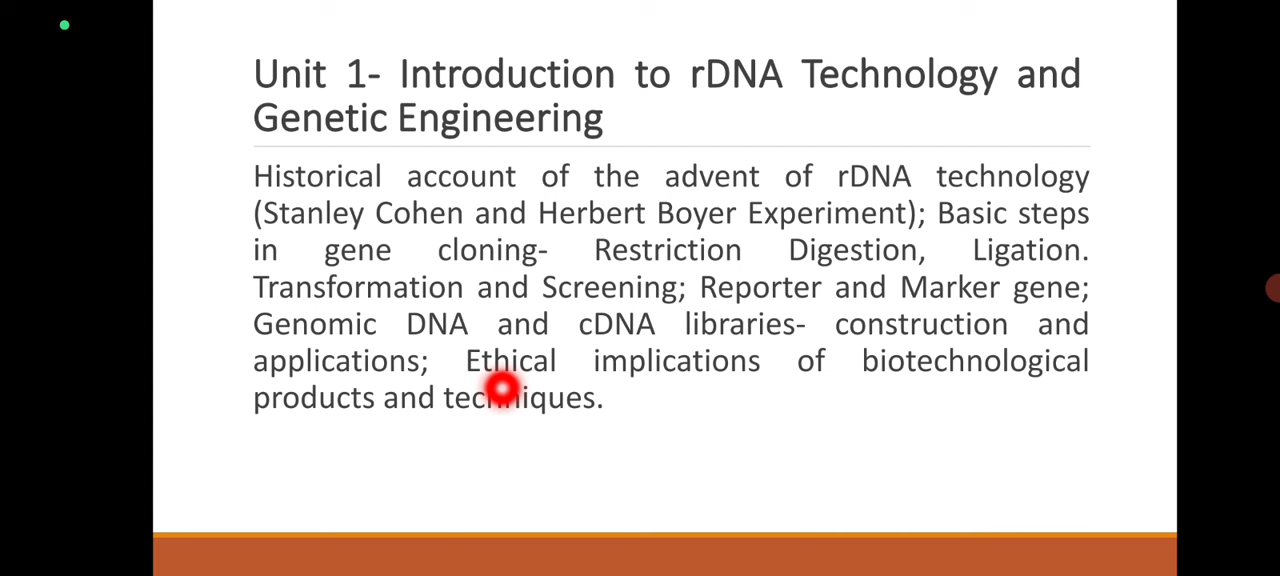 Unit 1- Introduction to rDNA Technology and
Genetic Engineering
Historical account of the advent of rDNA technology
(Stanley Cohen and Herbert Boyer Experiment); Basic steps
in gene cloning- Restriction Digestion, Ligation.
Transformation and Screening; Reporter and Marker gene;
Genomic DNA and cDNA libraries- construction and
applications; Ethical implications of biotechnological
products and techniques.